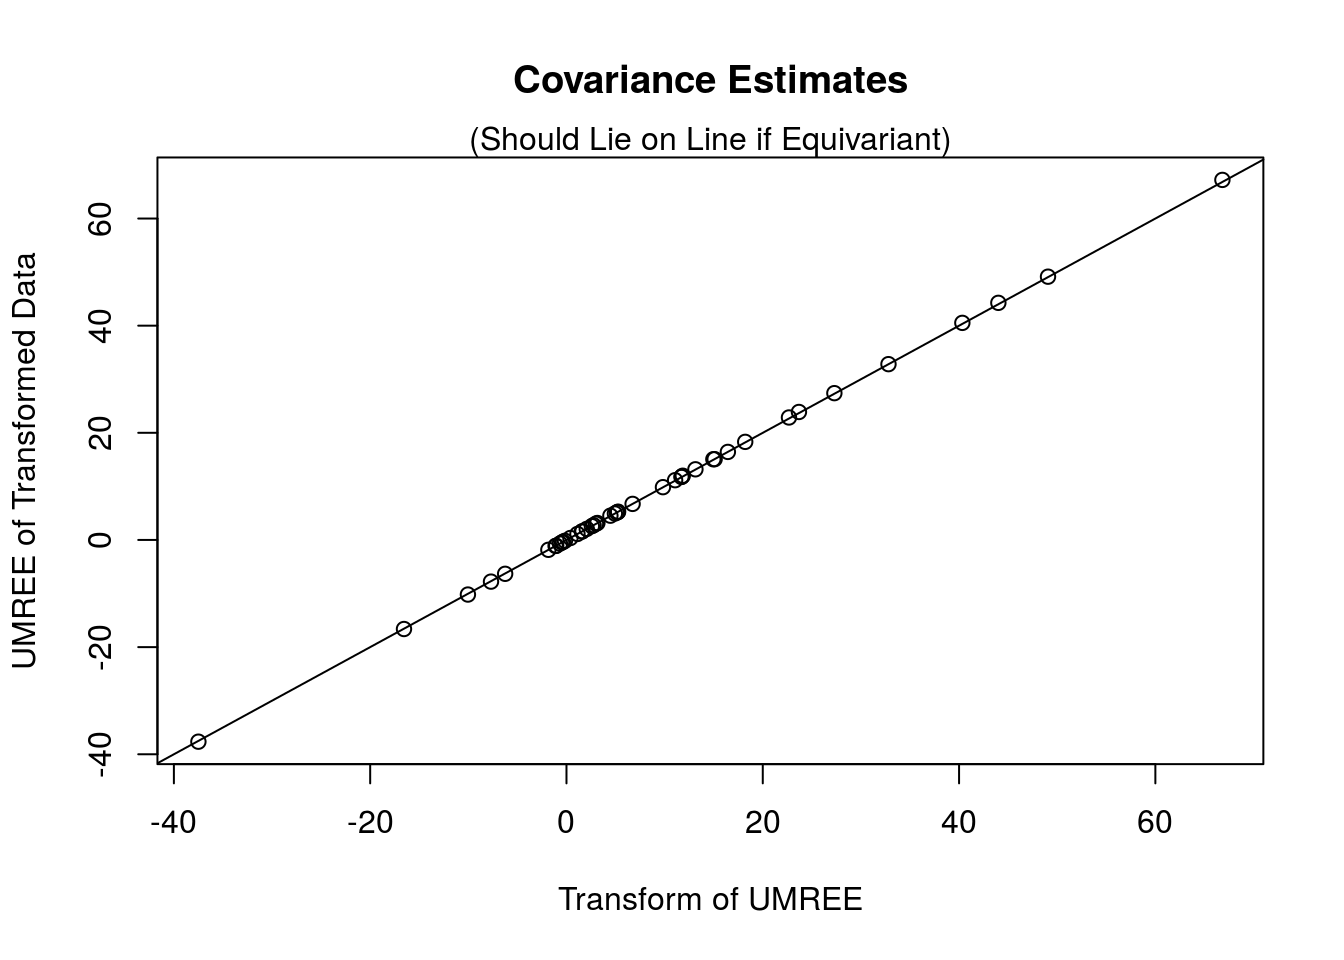 Covariance Estimates
(Should Lie on Line if Equivariant)
UMREE of Transformed Data
60
40
20
0
-20
-40
-40 -20 0 20 40 60
Transform of UMREE